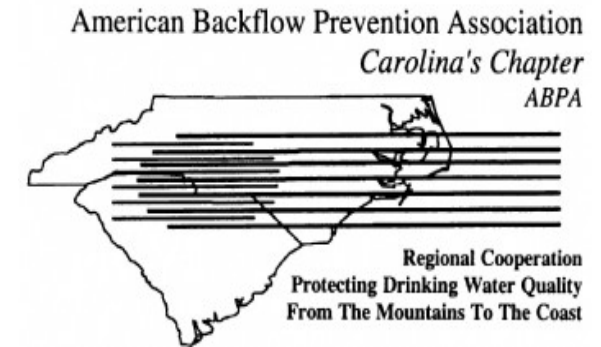 American Backflow Prevention Association
Carolina's Chapter
ABPA
Regional Cooperation
Protecting Drinking Water Quality
From The Mountains To The Coast